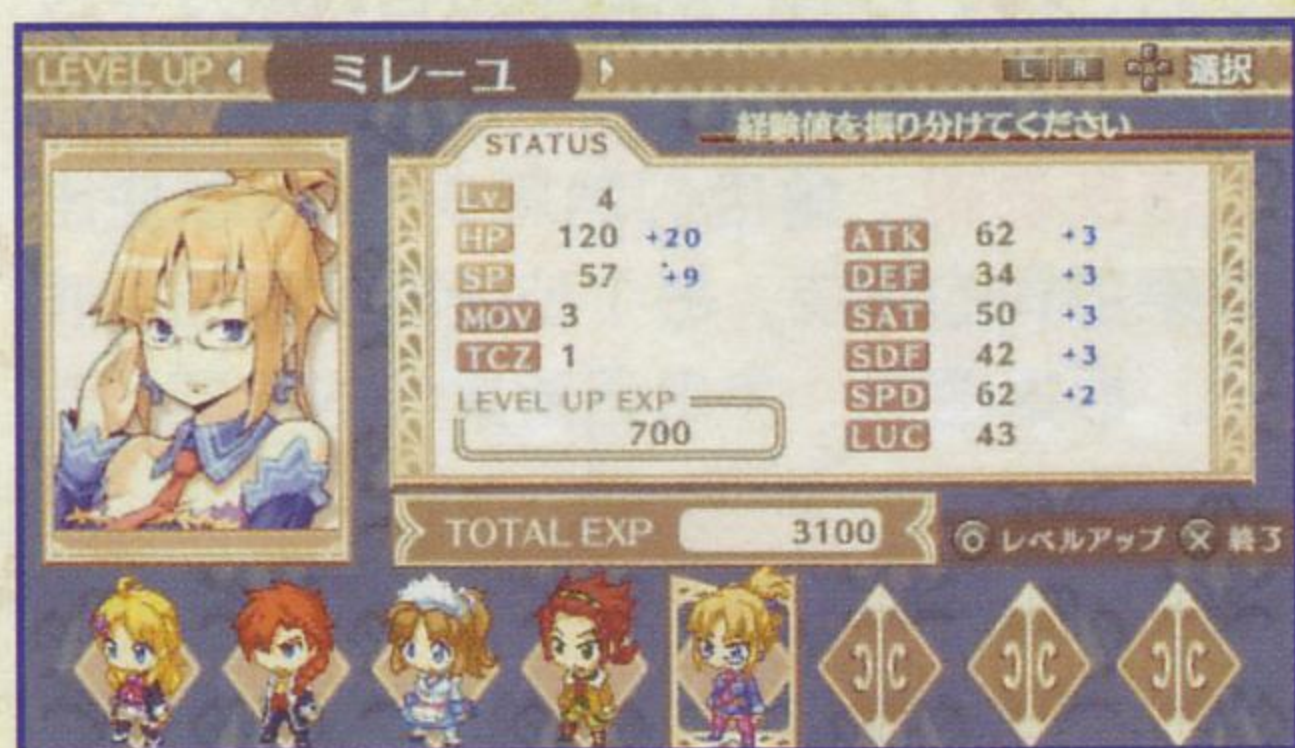 LEVEL UP ミレーユ L R 選択
経験値を振り分けてください
STATUS
Lv 4
HP 120 +20 ATK 62 +3
SP 57 +9 DEF 34 +3
MOV 3 SAT 50 +3
TCZ 1 SDF 42 +3
LEVEL UP EXP SPD 62 +2
700 LUC 43
TOTAL EXP 3100 レベルアップ 終了